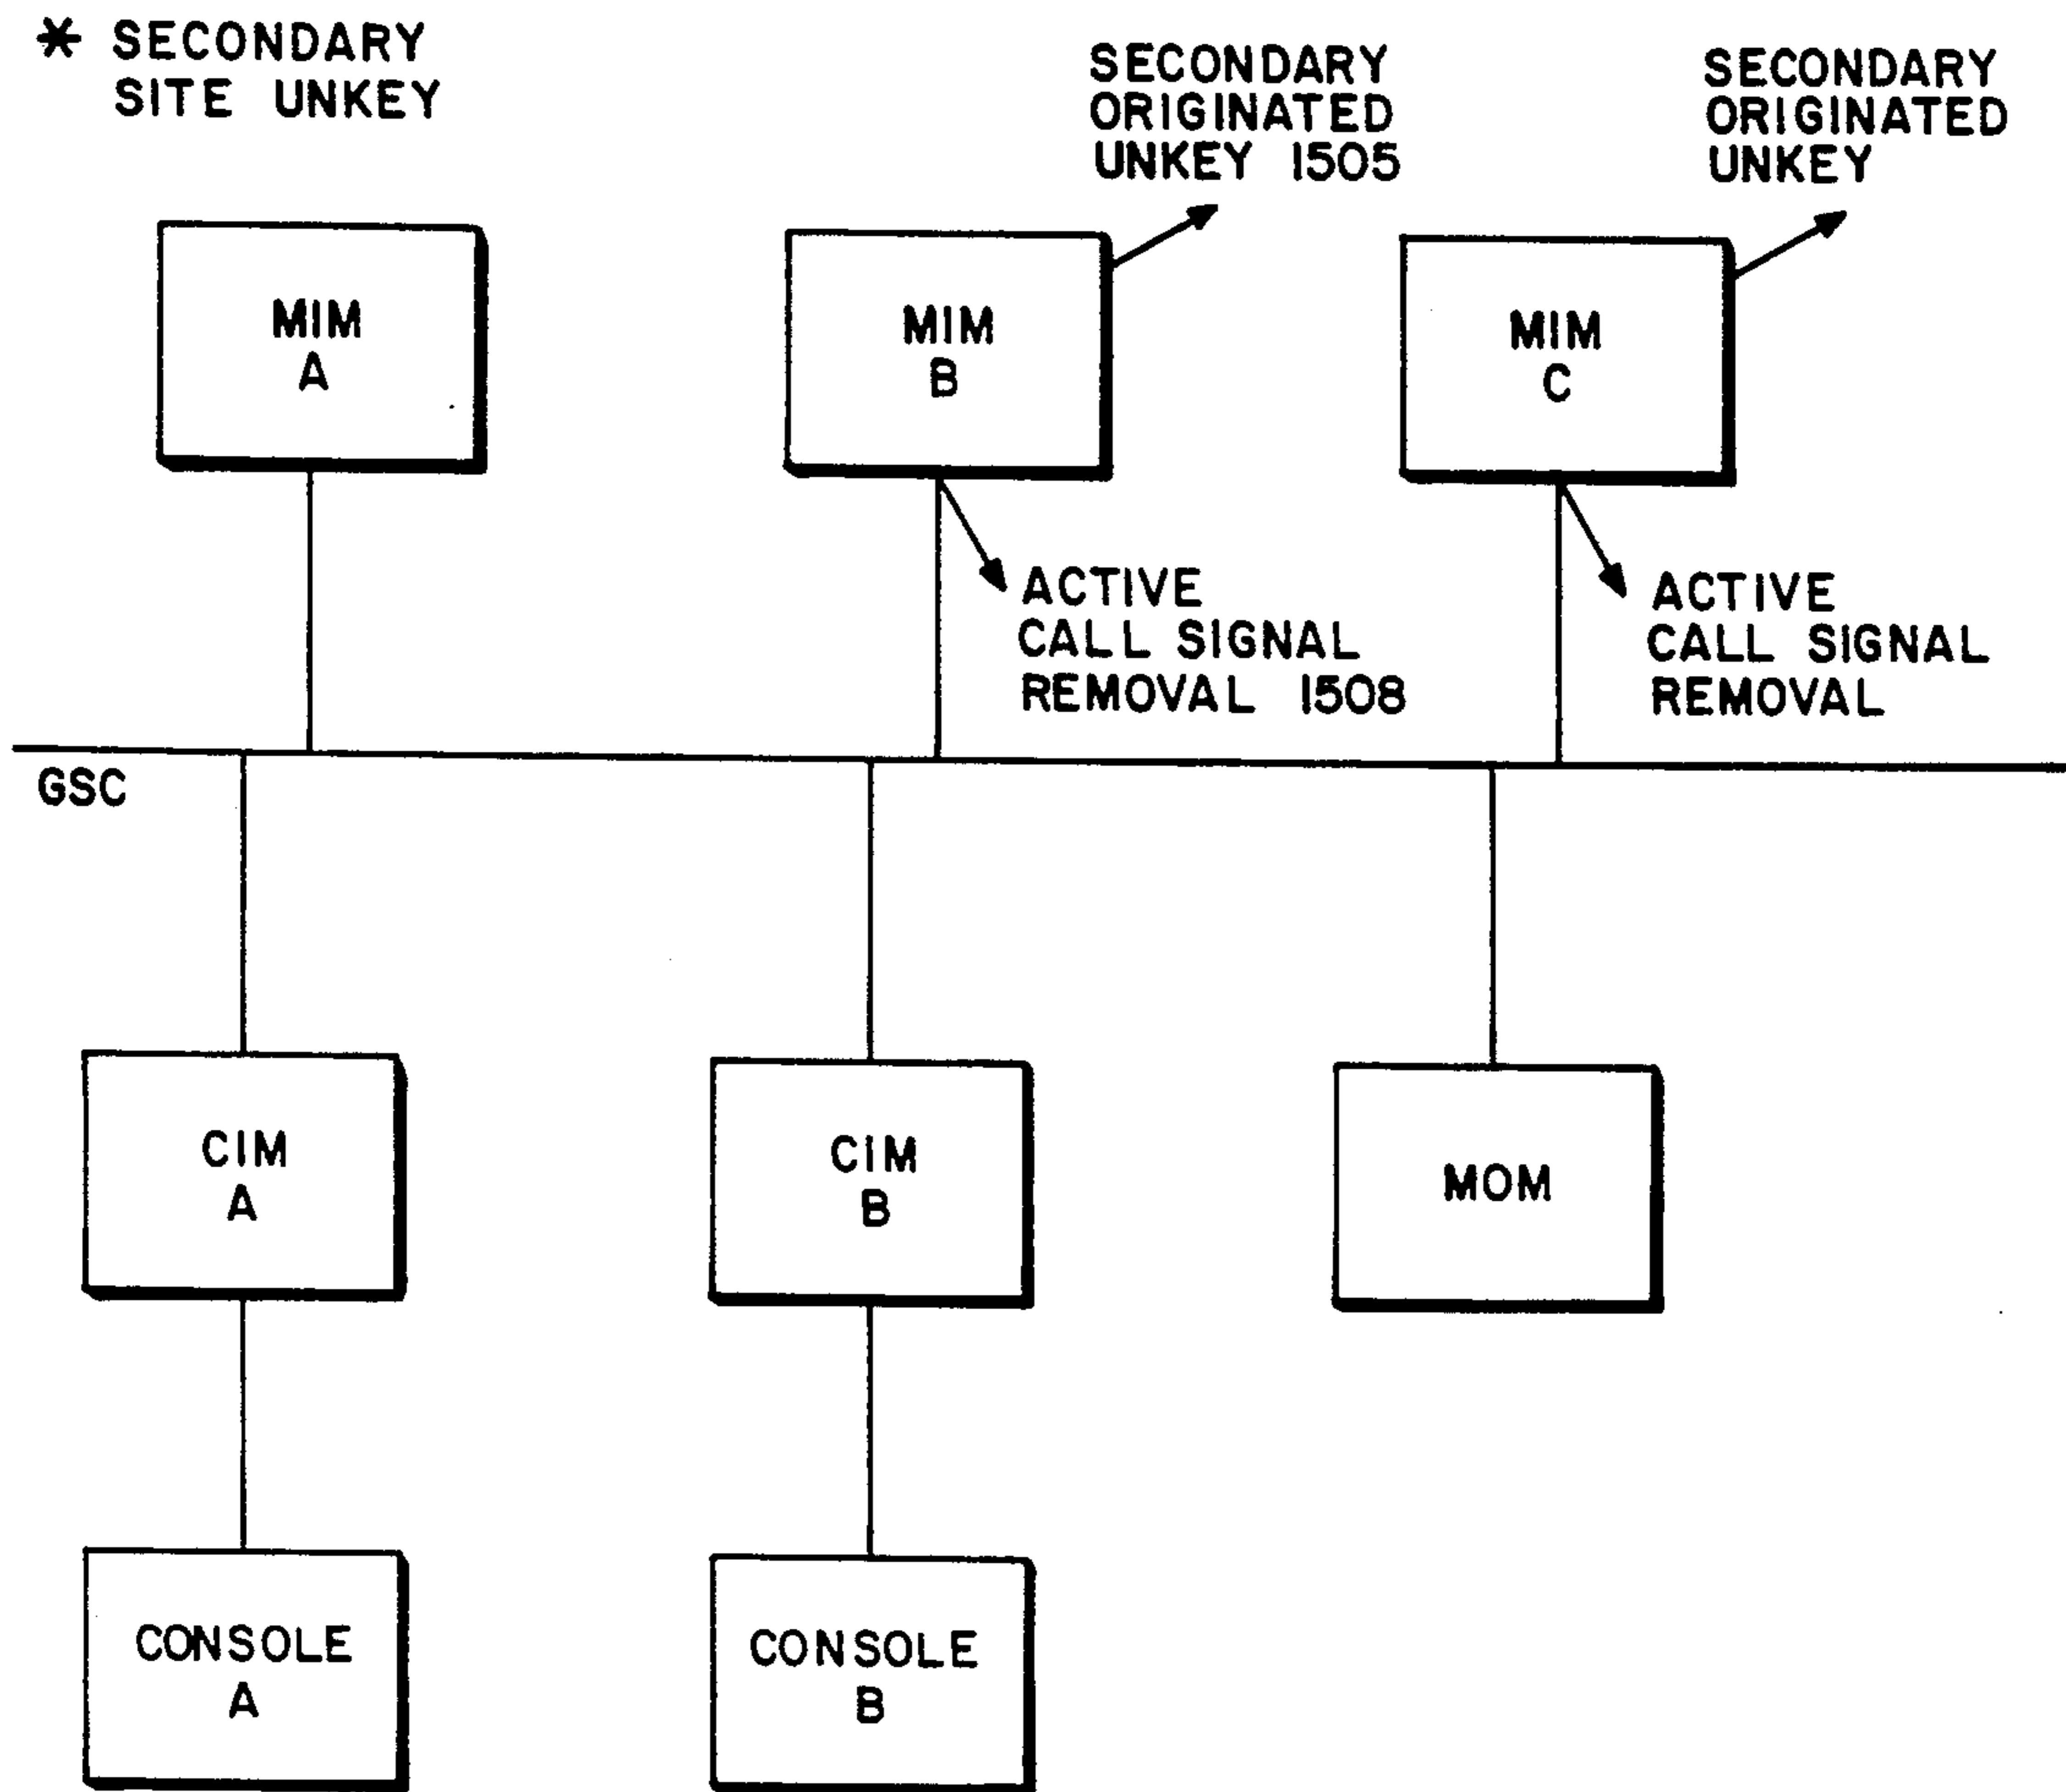 * SECONDARY
SITE UNKEY
SECONDARY
ORIGINATED
UNKEY 1505
SECONDARY
ORIGINATED
UNKEY
MIM
A
MIM
B
MIM
C
ACTIVE
CALL SIGNAL
REMOVAL 1508
ACTIVE
CALL SIGNAL
REMOVAL
GSC
CIM
A
CIM
B
MOM
CONSOLE
A
CONSOLE
B